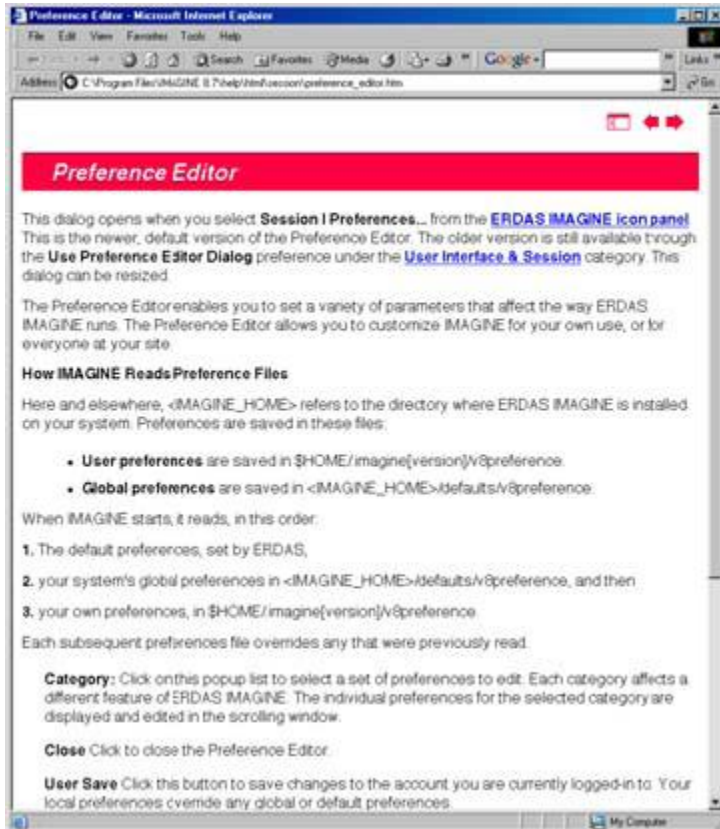 Preference Editor - Microsoft Internet Explorer
File Edit View Favorites Tools Help
Search Favorites Media Google Links
Address C:\Program Files\IMAGINE 8.7\help\html\session\preference_editor.htm Go
Preference Editor
This dialog opens when you select Session | Preferences... from the ERDAS IMAGINE icon panel.
This is the newer, default version of the Preference Editor. The older version is still available through
the Use Preference Editor Dialog preference under the User Interface & Session category. This
dialog can be resized.
The Preference Editor enables you to set a variety of parameters that affect the way ERDAS
IMAGINE runs. The Preference Editor allows you to customize IMAGINE for your own use, or for
everyone at your site.
How IMAGINE Reads Preference Files
Here and elsewhere, <IMAGINE_HOME> refers to the directory where ERDAS IMAGINE is installed
on your system. Preferences are saved in these files:
• User preferences are saved in $HOME/.imagine[version]/v8preference.
• Global preferences are saved in <IMAGINE_HOME>/defaults/v8preference.
When IMAGINE starts, it reads, in this order:
1. The default preferences, set by ERDAS,
2. your system's global preferences in <IMAGINE_HOME>/defaults/v8preference, and then
3. your own preferences, in $HOME/.imagine[version]/v8preference.
Each subsequent preferences file overrides any that were previously read.
Category: Click on this popup list to select a set of preferences to edit. Each category affects a
different feature of ERDAS IMAGINE. The individual preferences for the selected category are
displayed and edited in the scrolling window.
Close Click to close the Preference Editor.
User Save Click this button to save changes to the account you are currently logged-in to. Your
local preferences override any global or default preferences.
My Computer